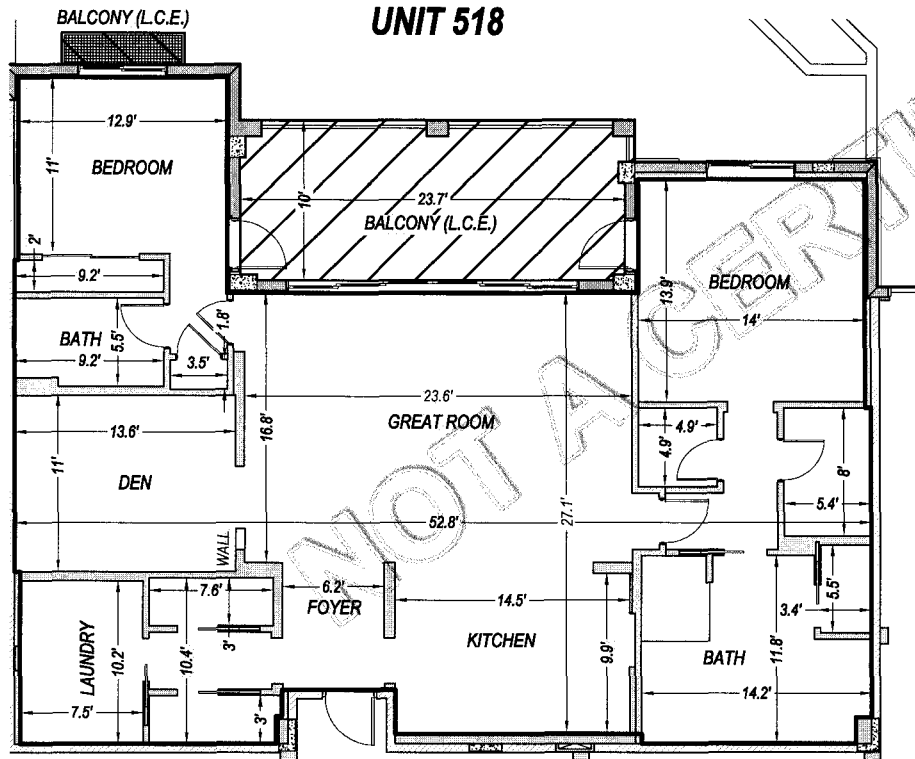 UNIT 518
BALCONY (L.C.E.)
12.9'
11'
BEDROOM
2'
9.2'
BATH
5.5'
9.2'
3.5'
1.8'
10'
23.7'
BALCONY (L.C.E.)
BEDROOM
13.9'
14'
23.6'
GREAT ROOM
16.8'
27.1'
13.6'
11'
DEN
52.8'
WALL
4.9'
4.9'
8'
5.4'
6.2'
FOYER
14.5'
KITCHEN
9.9'
7.6'
3'
10.4'
3'
LAUNDRY
10.2'
7.5'
5.5'
3.4'
11.8'
BATH
14.2'
NOT A CERTI